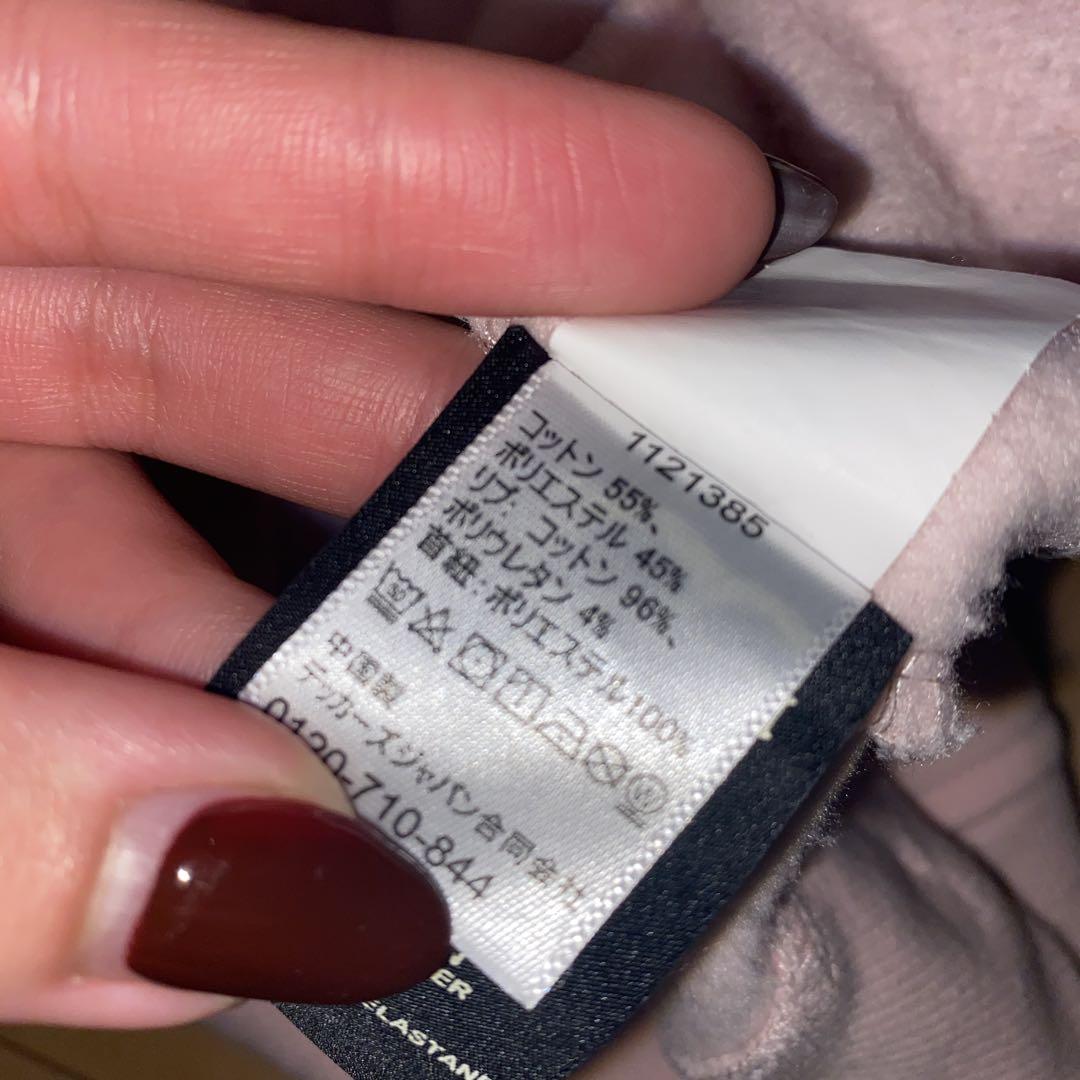 1121385
コットン 55%、
ポリエステル 45%
リブ: コットン 96%、
ポリウレタン 4%
首紐:ポリエステル100%
中国製
デッカーズジャパン合同会社
0120-710-844
ER
ELASTAN